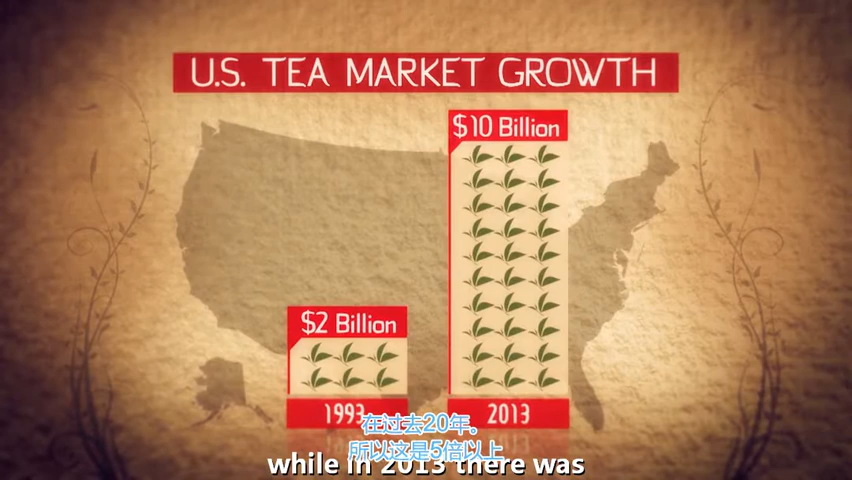 U.S. TEA MARKET GROWTH
$10 Billion
$2 Billion
1993
2013
在过去20年。
所以这是5倍以上
while in 2013 there was